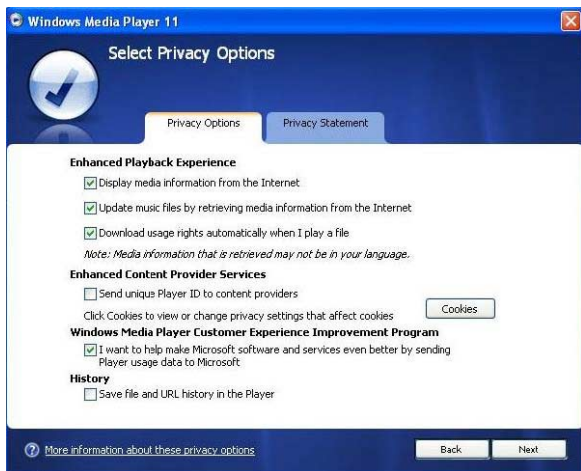 Windows Media Player 11
Select Privacy Options
Privacy Options
Privacy Statement
Enhanced Playback Experience
Display media information from the Internet
Update music files by retrieving media information from the Internet
Download usage rights automatically when I play a file
Note: Media information that is retrieved may not be in your language.
Enhanced Content Provider Services
Send unique Player ID to content providers
Click Cookies to view or change privacy settings that affect cookies
Cookies
Windows Media Player Customer Experience Improvement Program
I want to help make Microsoft software and services even better by sending
Player usage data to Microsoft
History
Save file and URL history in the Player
More information about these privacy options
Back
Next